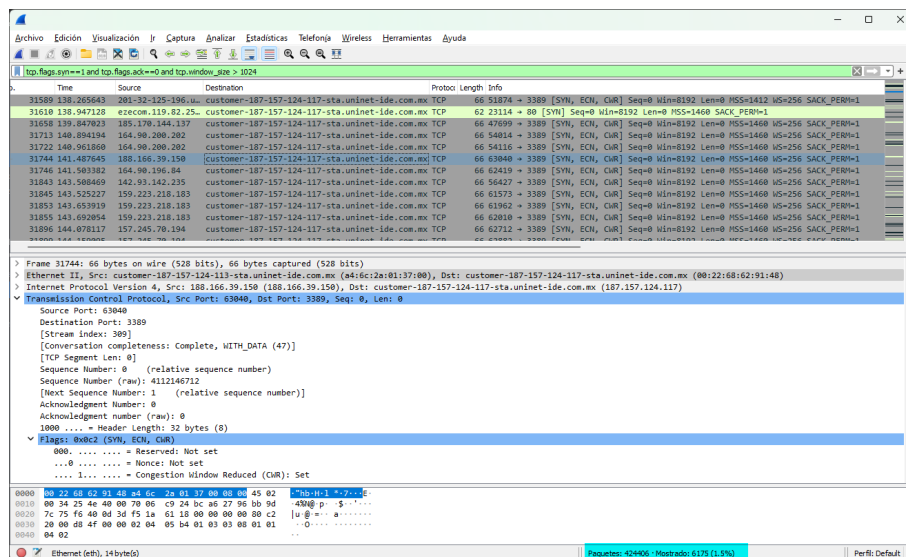 Archivo Edición Visualización Ir Captura Analizar Estadísticas Telefonía Wireless Herramientas Ayuda
tcp.flags.syn==1 and tcp.flags.ack==0 and tcp.window_size > 1024
Time Source Destination Protocol Length Info
31589 138.265643 201-32-125-196.u… customer-187-157-124-117-sta.uninet-ide.com.mx TCP 66 51874 → 3389 [SYN, ECN, CWR] Seq=0 Win=8192 Len=0 MSS=1412 WS=256 SACK_PERM=1
31610 138.947128 ezecom.119.82.25… customer-187-157-124-117-sta.uninet-ide.com.mx TCP 62 23114 → 80 [SYN] Seq=0 Win=8192 Len=0 MSS=1460 SACK_PERM=1
31658 139.847023 185.170.144.137 customer-187-157-124-117-sta.uninet-ide.com.mx TCP 66 47699 → 3389 [SYN, ECN, CWR] Seq=0 Win=8192 Len=0 MSS=1460 WS=256 SACK_PERM=1
31713 140.894194 164.90.200.202 customer-187-157-124-117-sta.uninet-ide.com.mx TCP 66 54014 → 3389 [SYN, ECN, CWR] Seq=0 Win=8192 Len=0 MSS=1460 WS=256 SACK_PERM=1
31722 140.961860 164.90.200.202 customer-187-157-124-117-sta.uninet-ide.com.mx TCP 66 54116 → 3389 [SYN, ECN, CWR] Seq=0 Win=8192 Len=0 MSS=1460 WS=256 SACK_PERM=1
31744 141.487645 188.166.39.150 customer-187-157-124-117-sta.uninet-ide.com.mx TCP 66 63040 → 3389 [SYN, ECN, CWR] Seq=0 Win=8192 Len=0 MSS=1460 WS=256 SACK_PERM=1
31746 141.503382 164.90.196.84 customer-187-157-124-117-sta.uninet-ide.com.mx TCP 66 62419 → 3389 [SYN, ECN, CWR] Seq=0 Win=8192 Len=0 MSS=1460 WS=256 SACK_PERM=1
31843 143.508469 142.93.142.235 customer-187-157-124-117-sta.uninet-ide.com.mx TCP 66 56427 → 3389 [SYN, ECN, CWR] Seq=0 Win=8192 Len=0 MSS=1460 WS=256 SACK_PERM=1
31845 143.525227 159.223.218.183 customer-187-157-124-117-sta.uninet-ide.com.mx TCP 66 61573 → 3389 [SYN, ECN, CWR] Seq=0 Win=8192 Len=0 MSS=1460 WS=256 SACK_PERM=1
31853 143.653919 159.223.218.183 customer-187-157-124-117-sta.uninet-ide.com.mx TCP 66 61962 → 3389 [SYN, ECN, CWR] Seq=0 Win=8192 Len=0 MSS=1460 WS=256 SACK_PERM=1
31855 143.692054 159.223.218.183 customer-187-157-124-117-sta.uninet-ide.com.mx TCP 66 62010 → 3389 [SYN, ECN, CWR] Seq=0 Win=8192 Len=0 MSS=1460 WS=256 SACK_PERM=1
31896 144.078117 157.245.70.194 customer-187-157-124-117-sta.uninet-ide.com.mx TCP 66 62712 → 3389 [SYN, ECN, CWR] Seq=0 Win=8192 Len=0 MSS=1460 WS=256 SACK_PERM=1
Frame 31744: 66 bytes on wire (528 bits), 66 bytes captured (528 bits)
Ethernet II, Src: customer-187-157-124-113-sta.uninet-ide.com.mx (a4:6c:2a:01:37:00), Dst: customer-187-157-124-117-sta.uninet-ide.com.mx (00:22:68:62:91:48)
Internet Protocol Version 4, Src: 188.166.39.150 (188.166.39.150), Dst: customer-187-157-124-117-sta.uninet-ide.com.mx (187.157.124.117)
Transmission Control Protocol, Src Port: 63040, Dst Port: 3389, Seq: 0, Len: 0
Source Port: 63040
Destination Port: 3389
[Stream index: 309]
[Conversation completeness: Complete, WITH_DATA (47)]
[TCP Segment Len: 0]
Sequence Number: 0 (relative sequence number)
Sequence Number (raw): 4112146712
[Next Sequence Number: 1 (relative sequence number)]
Acknowledgment Number: 0
Acknowledgment number (raw): 0
1000 .... = Header Length: 32 bytes (8)
Flags: 0x0c2 (SYN, ECN, CWR)
000. .... .... = Reserved: Not set
...0 .... .... = Nonce: Not set
.... 1... .... = Congestion Window Reduced (CWR): Set
0000 00 22 68 62 91 48 a4 6c 2a 01 37 00 08 00 45 02 ·"hb·H·l *·7···E·
0010 00 34 25 4e 40 00 70 06 c9 24 bc a6 27 96 bb 9d ·4%N@·p· ·$··'···
0020 7c 75 f6 40 0d 3d f5 1a 61 18 00 00 00 00 80 c2 |u·@·=·· a·······
0030 20 00 d8 4f 00 00 02 04 05 b4 01 03 03 08 01 01 ··O···· ········
0040 04 02 ··
Ethernet (eth), 14 byte(s) Paquetes: 424406 · Mostrado: 6175 (1.5%) Perfil: Default